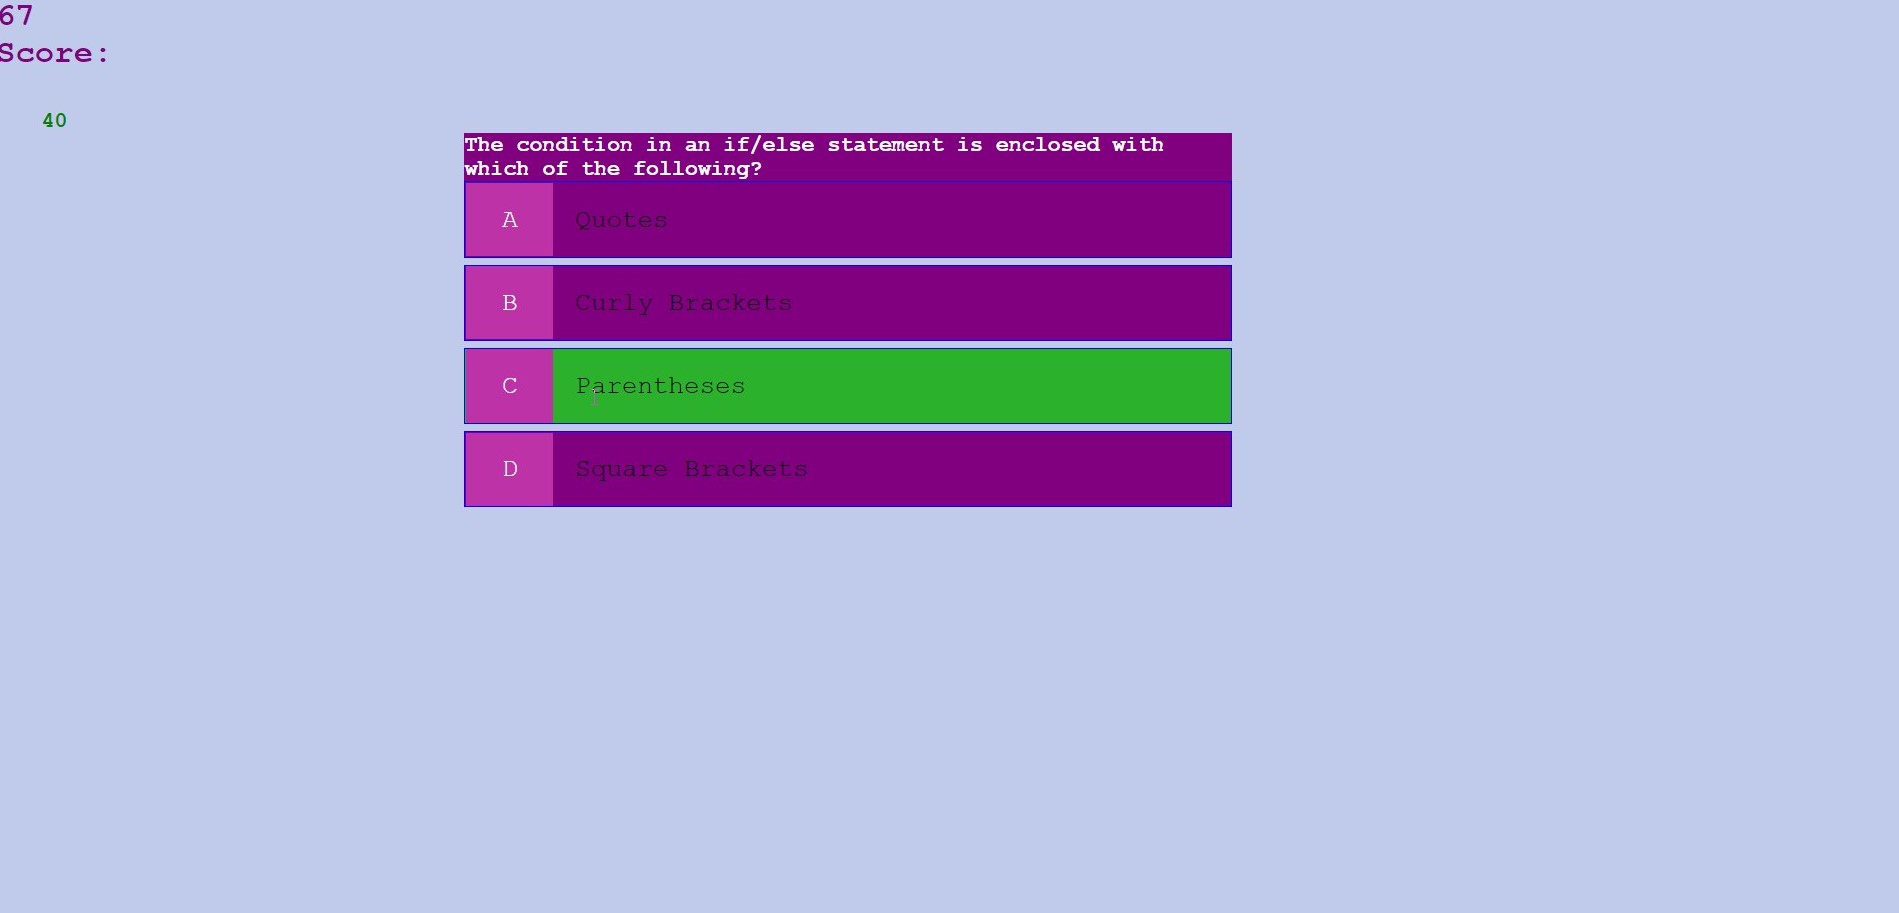 67
Score:
40
The condition in an if/else statement is enclosed with
which of the following?
A Quotes
B Curly Brackets
C Parentheses
D Square Brackets